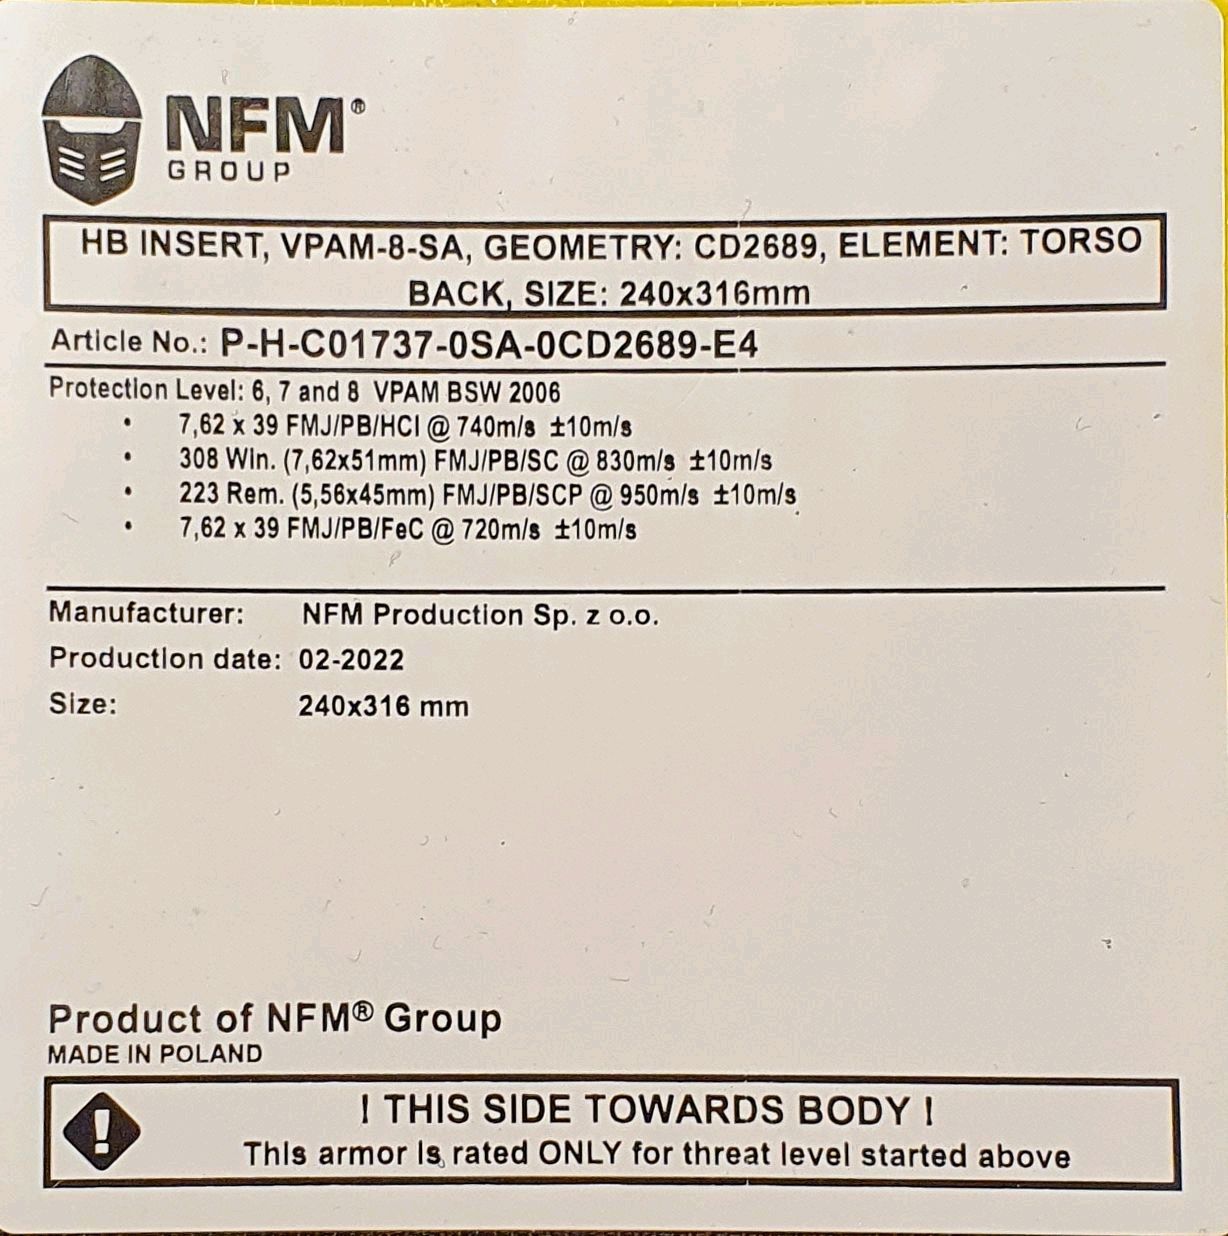 NFM®
GROUP
HB INSERT, VPAM-8-SA, GEOMETRY: CD2689, ELEMENT: TORSO
BACK, SIZE: 240x316mm
Article No.: P-H-C01737-0SA-0CD2689-E4
Protection Level: 6, 7 and 8 VPAM BSW 2006
• 7,62 x 39 FMJ/PB/HCI @ 740m/s ±10m/s
• 308 Win. (7,62x51mm) FMJ/PB/SC @ 830m/s ±10m/s
• 223 Rem. (5,56x45mm) FMJ/PB/SCP @ 950m/s ±10m/s
• 7,62 x 39 FMJ/PB/FeC @ 720m/s ±10m/s
Manufacturer: NFM Production Sp. z o.o.
Production date: 02-2022
Size: 240x316 mm
Product of NFM® Group
MADE IN POLAND
! THIS SIDE TOWARDS BODY !
This armor is rated ONLY for threat level started above